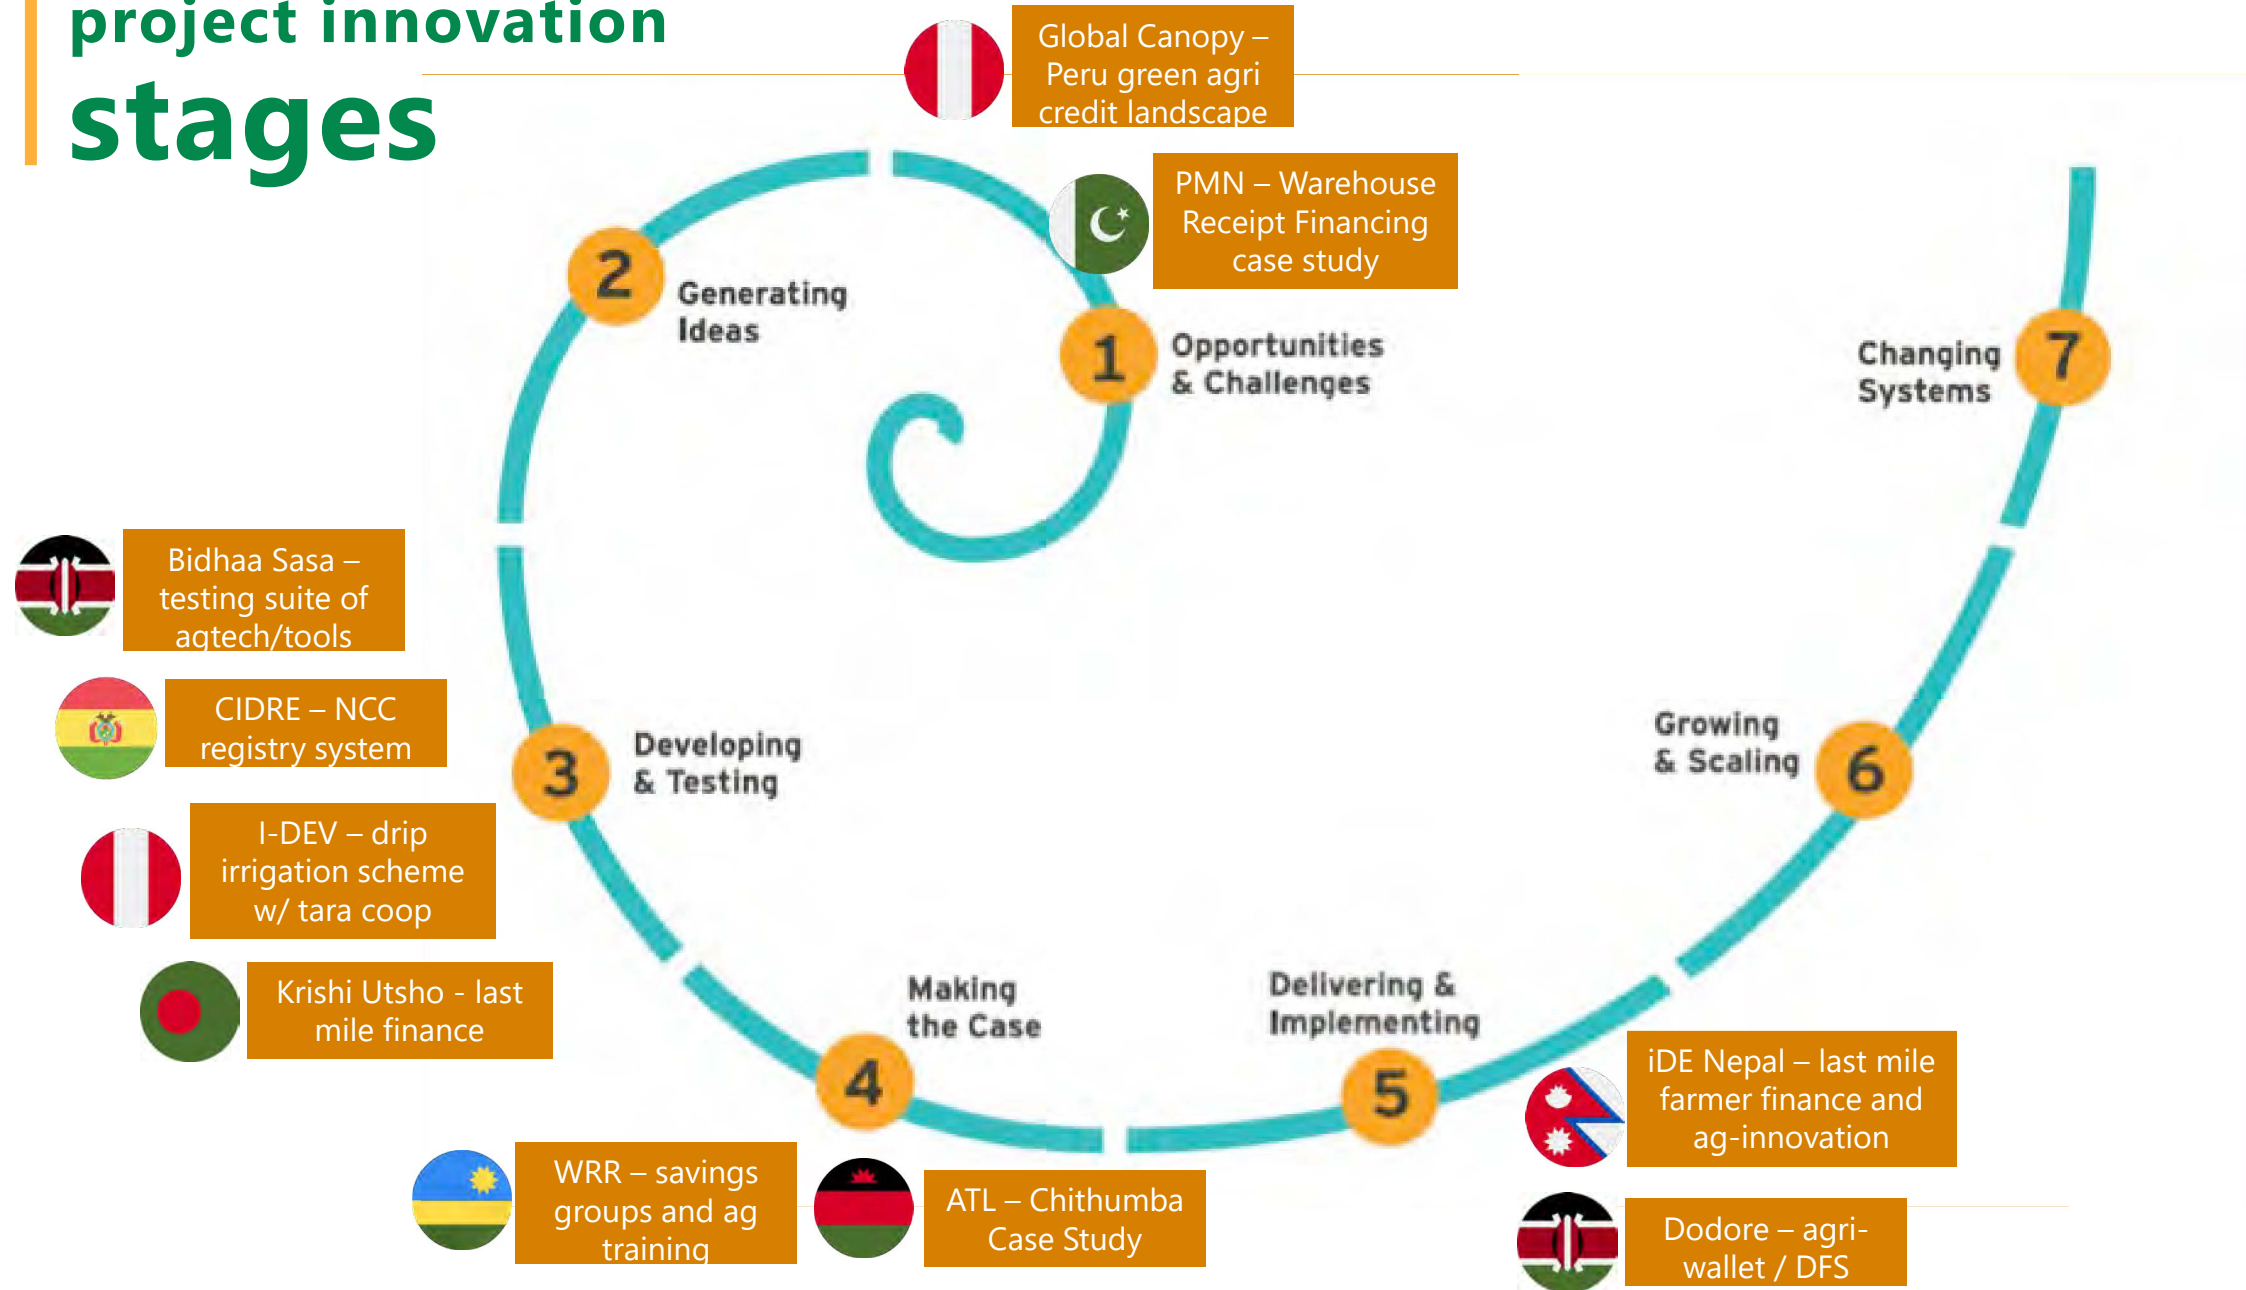 project innovation
stages
Global Canopy –
Peru green agri
credit landscape
PMN – Warehouse
Receipt Financing
case study
2
Generating
Ideas
1
Opportunities
& Challenges
Changing
Systems
7
Bidhaa Sasa –
testing suite of
agtech/tools
CIDRE – NCC
registry system
3
Developing
& Testing
Growing
& Scaling
6
I-DEV – drip
irrigation scheme
w/ tara coop
Krishi Utsho - last
mile finance
Making
the Case
4
Delivering &
Implementing
5
iDE Nepal – last mile
farmer finance and
ag-innovation
WRR – savings
groups and ag
training
ATL – Chithumba
Case Study
Dodore – agri-
wallet / DFS